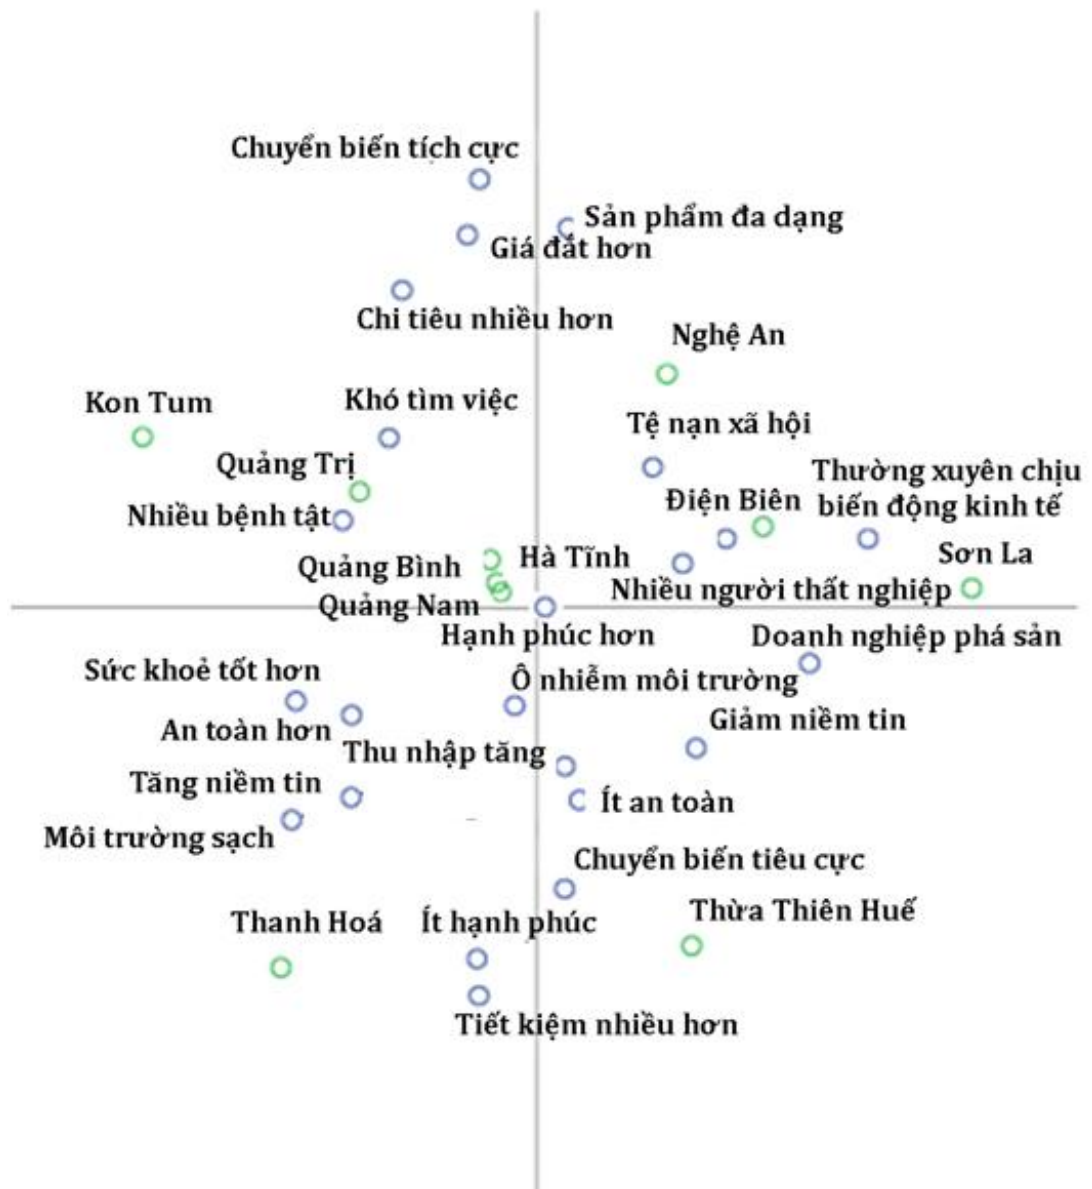 Chuyển biến tích cực
Sản phẩm đa dạng
Giá đắt hơn
Chi tiêu nhiều hơn
Nghệ An
Kon Tum
Khó tìm việc
Tệ nạn xã hội
Quảng Trị
Thường xuyên chịu
biến động kinh tế
Điện Biên
Nhiều bệnh tật
Hà Tĩnh
Sơn La
Quảng Bình
Nhiều người thất nghiệp
Quảng Nam
Hạnh phúc hơn
Doanh nghiệp phá sản
Sức khoẻ tốt hơn
Ô nhiễm môi trường
Giảm niềm tin
An toàn hơn
Thu nhập tăng
Tăng niềm tin
Ít an toàn
Môi trường sạch
Chuyển biến tiêu cực
Thừa Thiên Huế
Thanh Hoá
Ít hạnh phúc
Tiết kiệm nhiều hơn